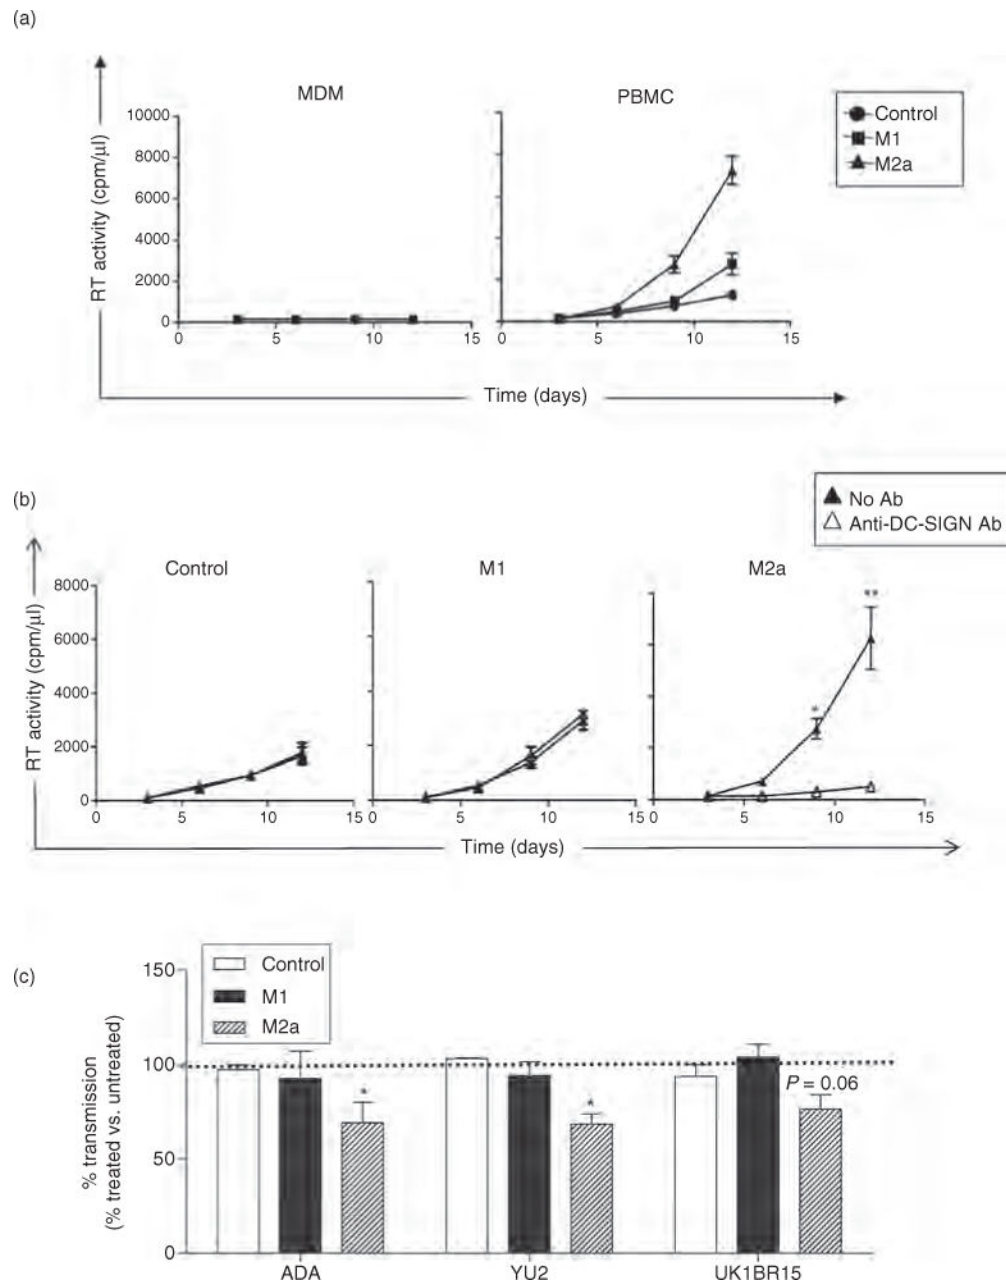 (a)
MDM
PBMC
Control
M1
M2a
RT activity (cpm/μl)
10000
8000
6000
4000
2000
0
0 5 10 15
0 5 10 15
Time (days)
(b)
No Ab
Anti-DC-SIGN Ab
Control
M1
M2a
RT activity (cpm/μl)
8000
6000
4000
2000
0
**
*
0 5 10 15
0 5 10 15
0 5 10 15
Time (days)
(c)
Control
M1
M2a
% transmission
(% treated vs. untreated)
150
100
50
0
*
*
P = 0.06
ADA
YU2
UK1BR15